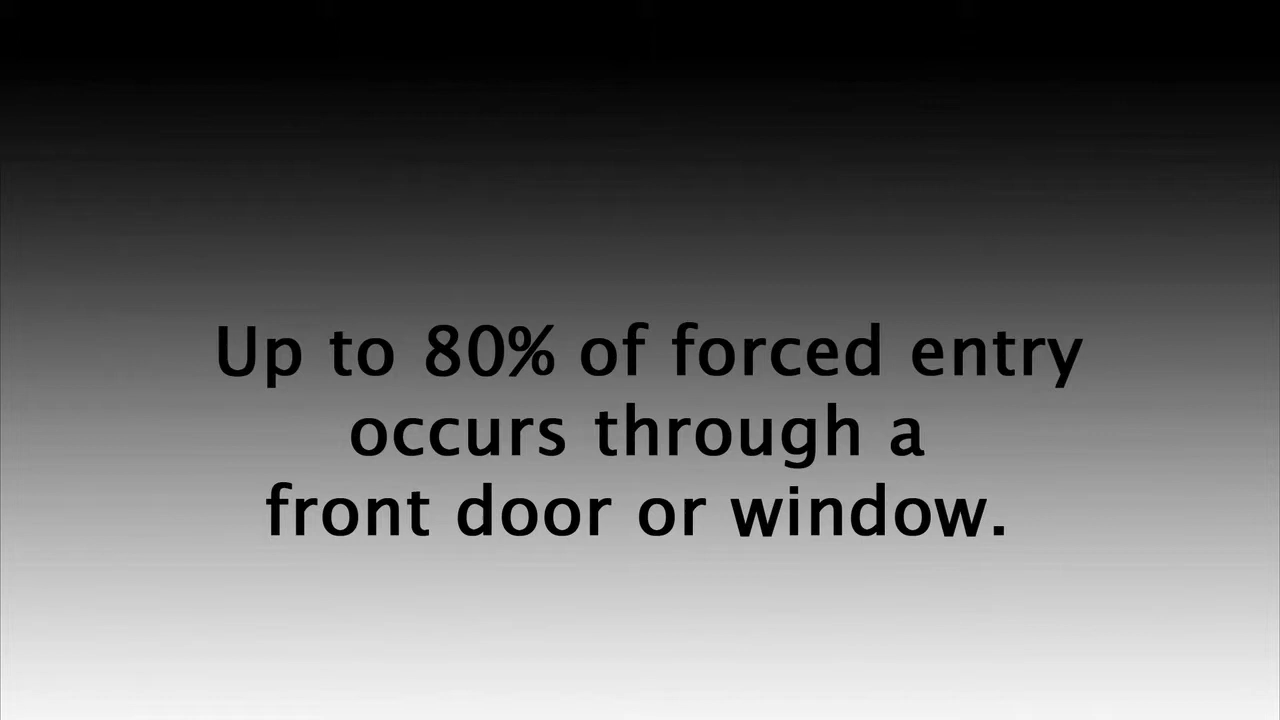 Up to 80% of forced entry
occurs through a
front door or window.